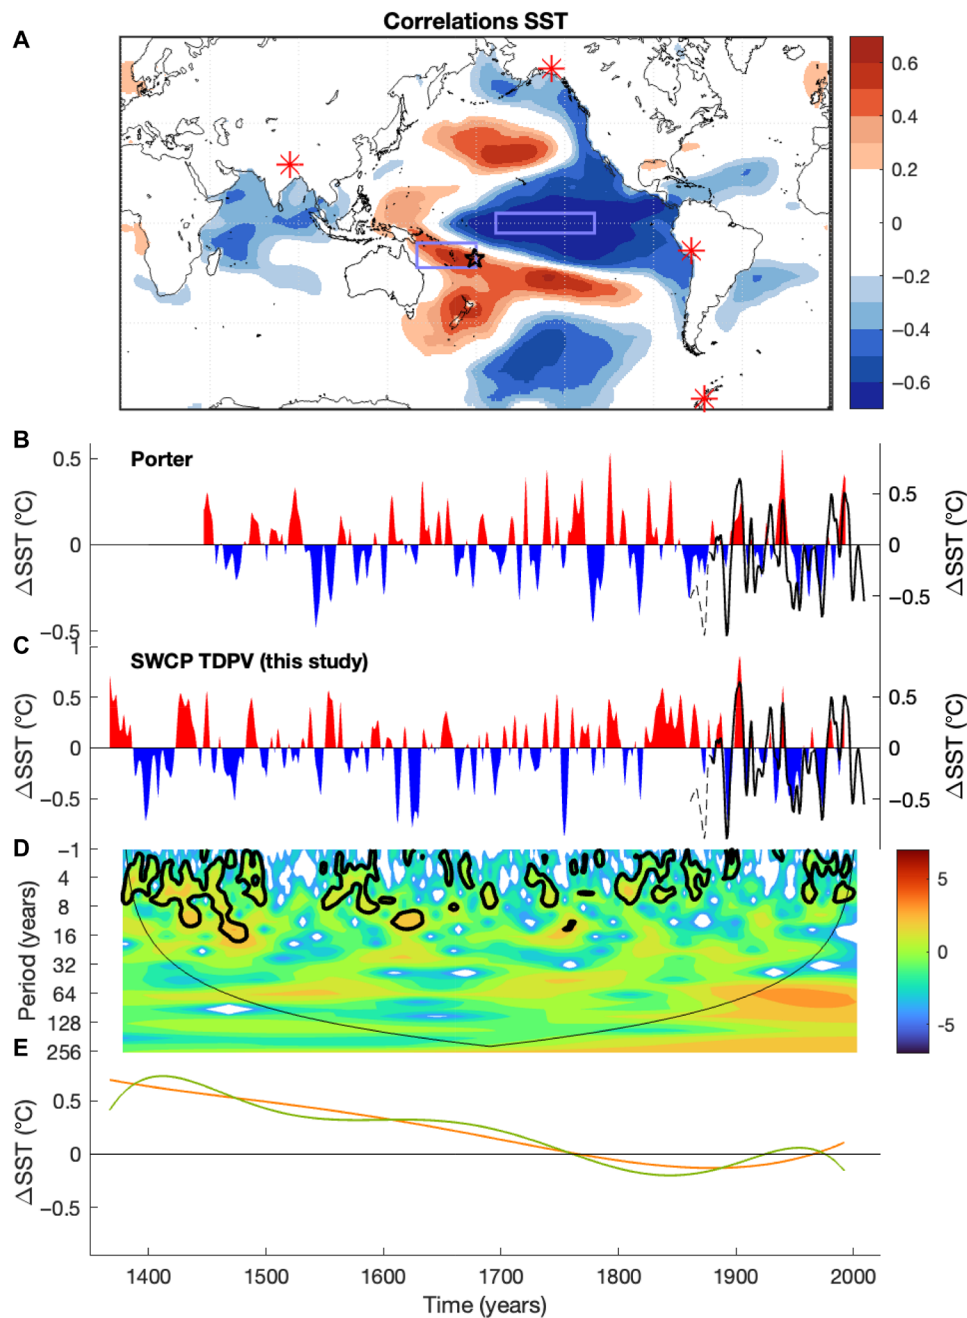 Correlations SST
A
0.6
0.4
0.2
0
−0.2
−0.4
−0.6
B
Porter
0.5
0
−0.5
ΔSST (°C)
0.5
0
−0.5
ΔSST (°C)
C
SWCP TDPV (this study)
1
0.5
0
−0.5
ΔSST (°C)
0.5
0
−0.5
ΔSST (°C)
D
−1
4
8
16
32
64
128
256
Period (years)
5
0
-5
E
0.5
0
−0.5
ΔSST (°C)
1400 1500 1600 1700 1800 1900 2000
Time (years)